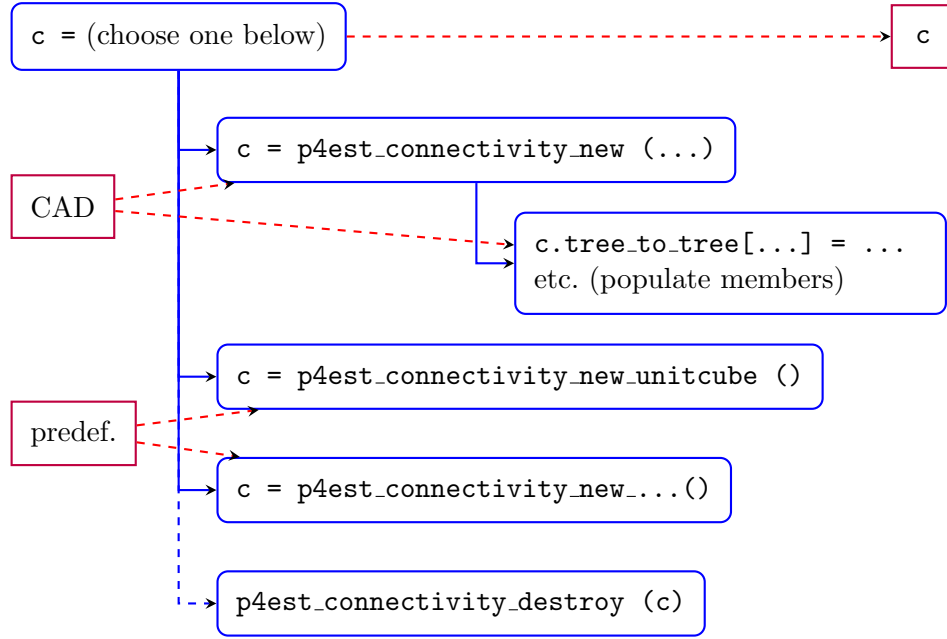 c = (choose one below)
c
c = p4est_connectivity_new (...)
CAD
c.tree_to_tree[...] = ...
etc. (populate members)
c = p4est_connectivity_new_unitcube ()
predef.
c = p4est_connectivity_new_...()
p4est_connectivity_destroy (c)